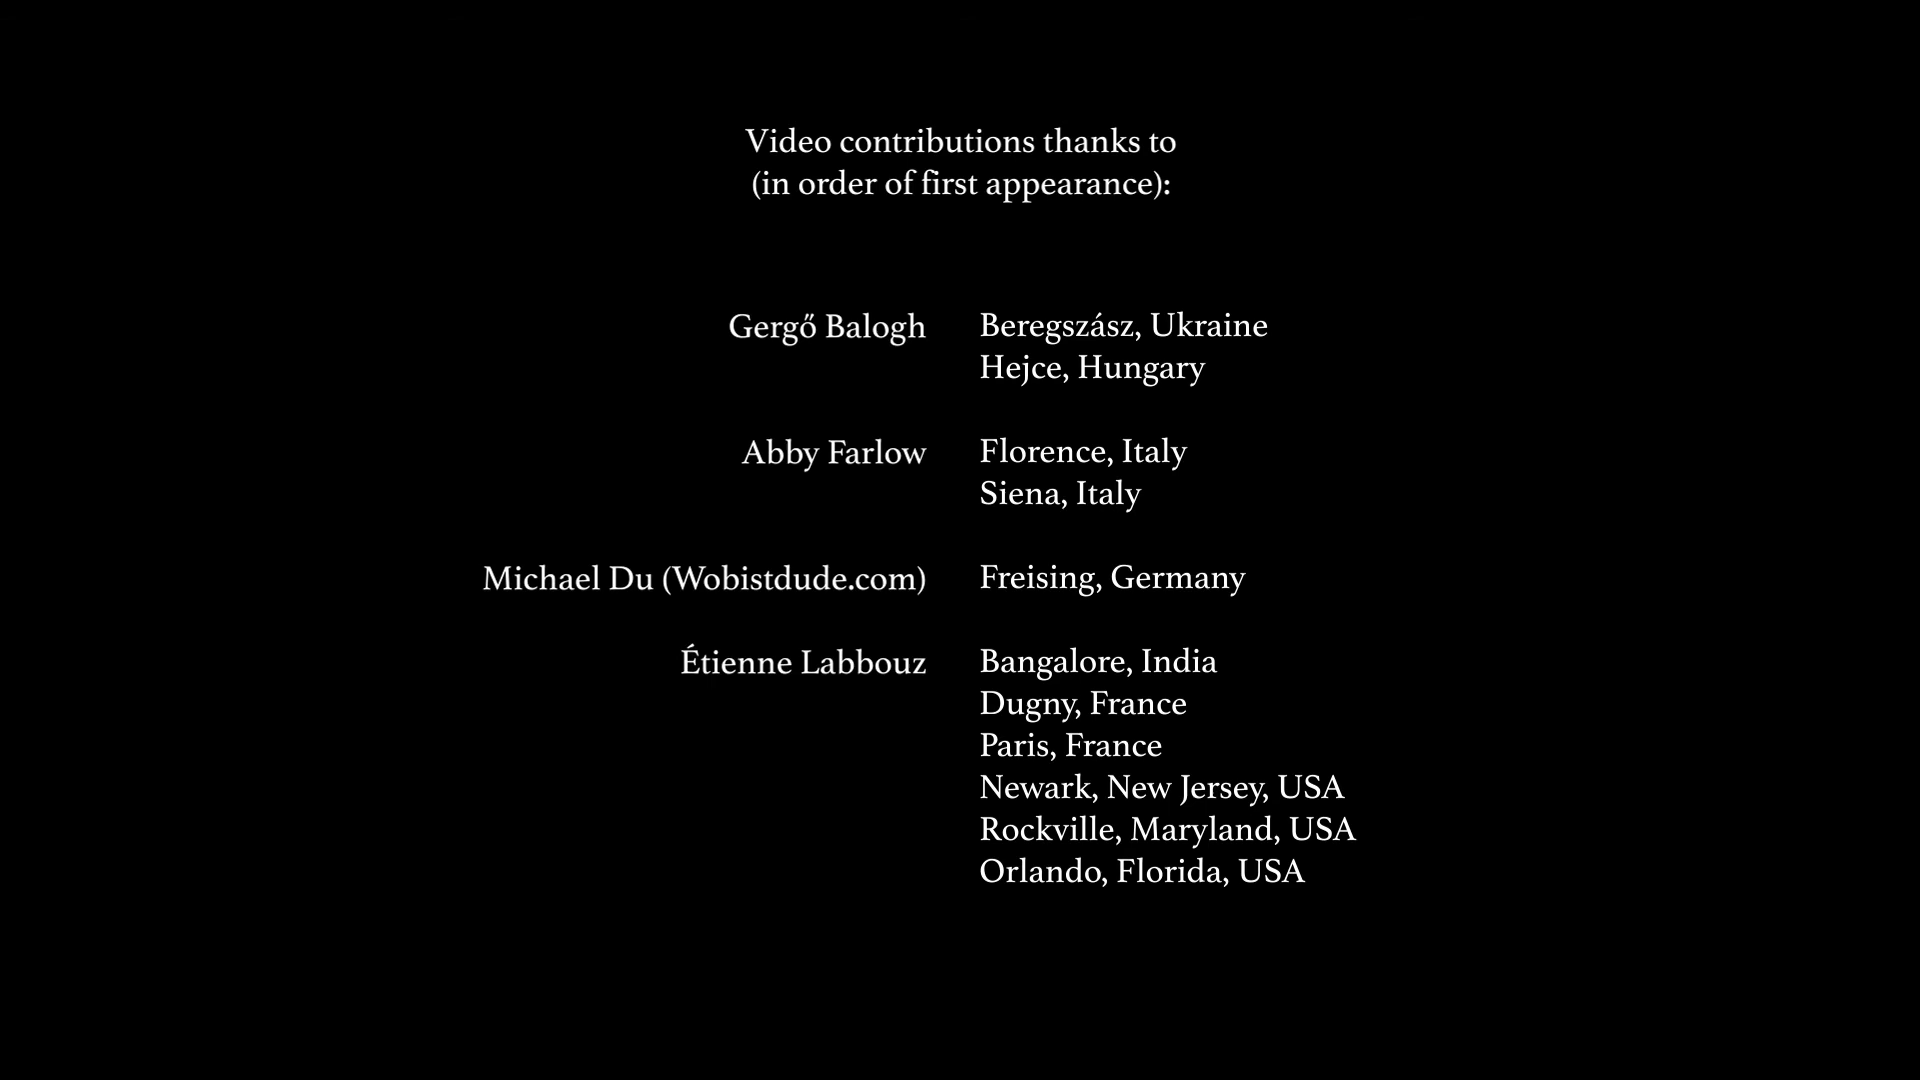 Video contributions thanks to
(in order of first appearance):
Gergő Balogh Beregszász, Ukraine
Hejce, Hungary
Abby Farlow Florence, Italy
Siena, Italy
Michael Du (Wobistdude.com) Freising, Germany
Étienne Labbouz Bangalore, India
Dugny, France
Paris, France
Newark, New Jersey, USA
Rockville, Maryland, USA
Orlando, Florida, USA